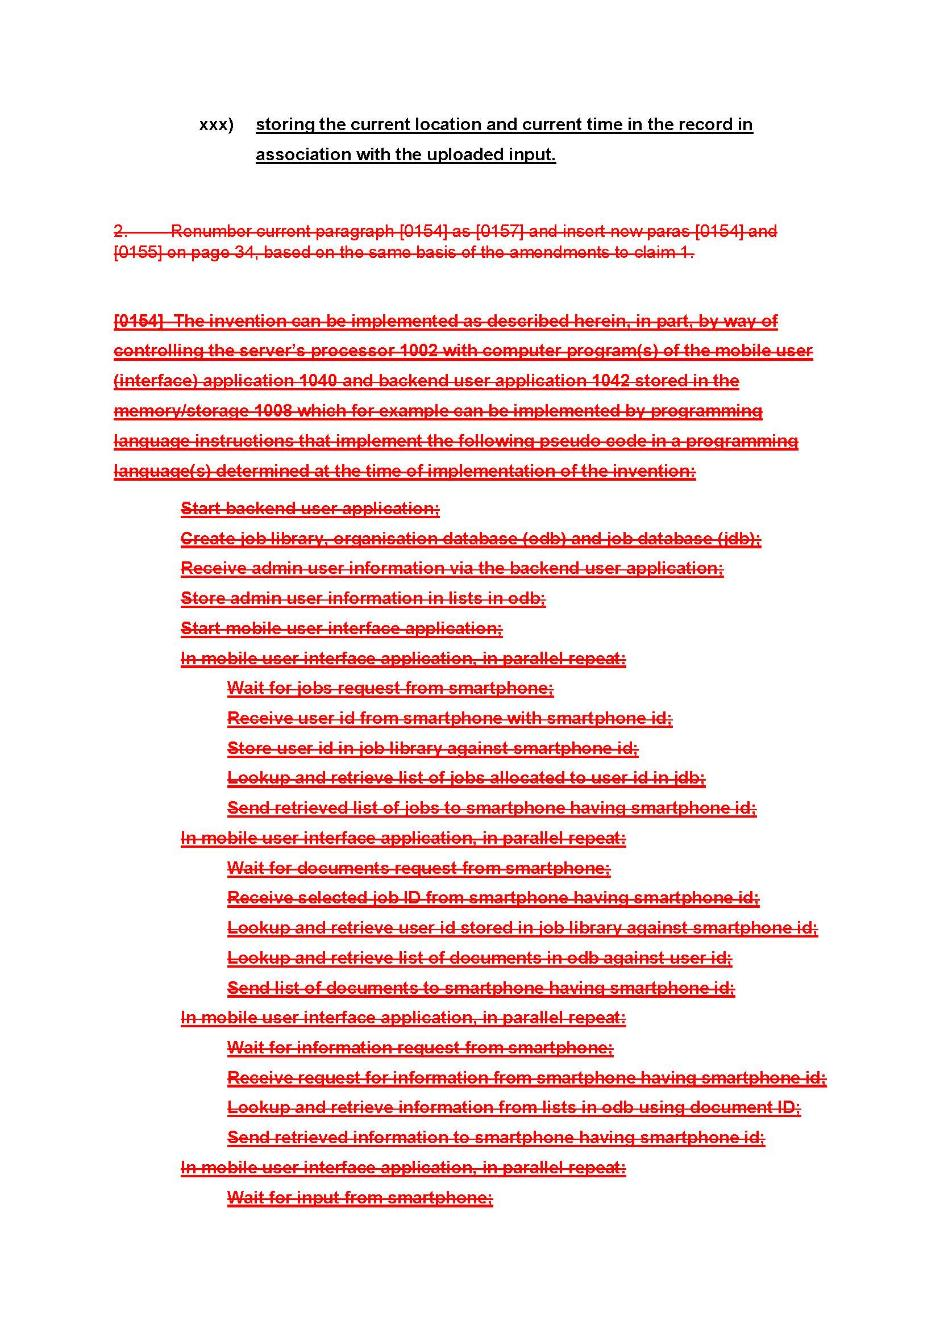 xxx) storing the current location and current time in the record in
association with the uploaded input.
2. Renumber current paragraph [0154] as [0157] and insert new paras [0154] and
[0155] on page 34, based on the same basis of the amendments to claim 1.
[0154] The invention can be implemented as described herein, in part, by way of
controlling the server's processor 1002 with computer program(s) of the mobile user
(interface) application 1040 and backend user application 1042 stored in the
memory/storage 1008 which for example can be implemented by programming
language instructions that implement the following pseudo code in a programming
language(s) determined at the time of implementation of the invention:
Start backend user application;
Create job library, organisation database (odb) and job database (jdb);
Receive admin user information via the backend user application;
Store admin user information in lists in odb;
Start mobile user interface application;
In mobile user interface application, in parallel repeat:
Wait for jobs request from smartphone;
Receive user id from smartphone with smartphone id;
Store user id in job library against smartphone id;
Lookup and retrieve list of jobs allocated to user id in jdb;
Send retrieved list of jobs to smartphone having smartphone id;
In mobile user interface application, in parallel repeat:
Wait for documents request from smartphone;
Receive selected job ID from smartphone having smartphone id;
Lookup and retrieve user id stored in job library against smartphone id;
Lookup and retrieve list of documents in odb against user id;
Send list of documents to smartphone having smartphone id;
In mobile user interface application, in parallel repeat:
Wait for information request from smartphone;
Receive request for information from smartphone having smartphone id;
Lookup and retrieve information from lists in odb using document ID;
Send retrieved information to smartphone having smartphone id;
In mobile user interface application, in parallel repeat:
Wait for input from smartphone;